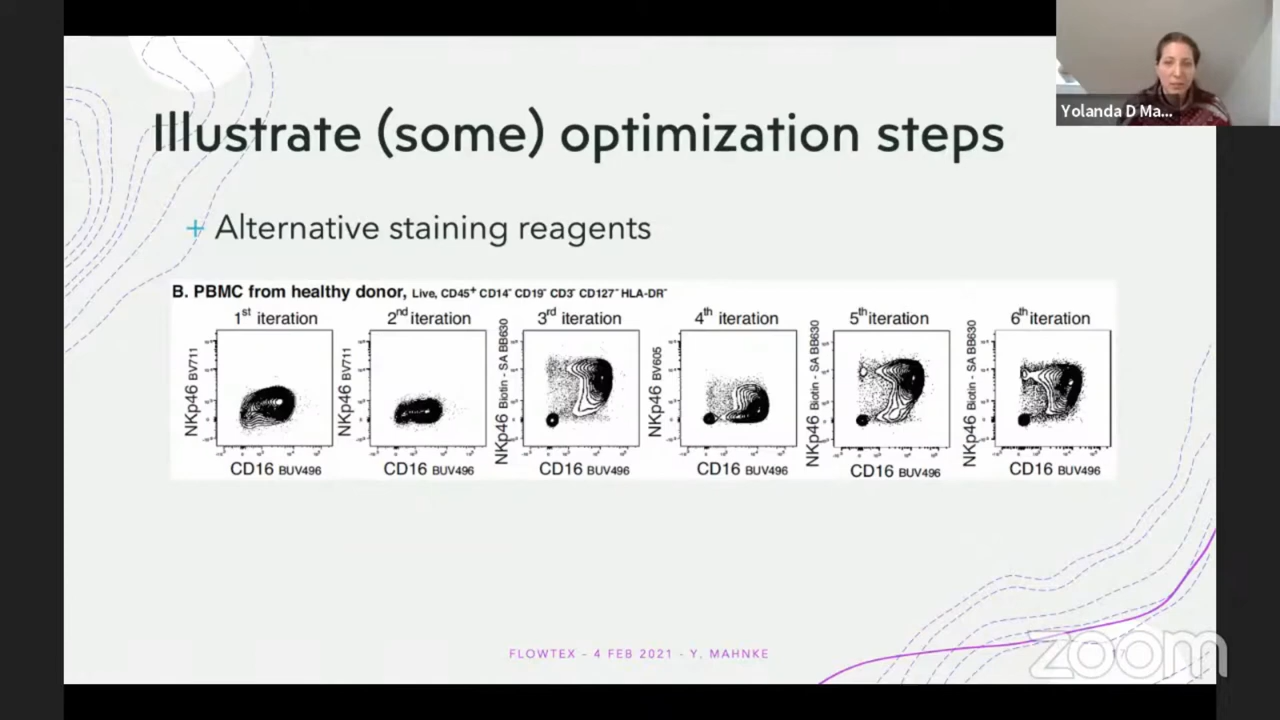 Yolanda D Ma...
Illustrate (some) optimization steps
+ Alternative staining reagents
B. PBMC from healthy donor, Live, CD45⁺ CD14⁻ CD19⁻ CD3⁻ CD127⁻ HLA-DR⁻
1st iteration
NKp46 BV711
CD16 BUV496
2nd iteration
NKp46 BV711
CD16 BUV496
3rd iteration
NKp46 Biotin - SA BB630
CD16 BUV496
4th iteration
NKp46 BV605
CD16 BUV496
5th iteration
NKp46 Biotin - SA BB630
CD16 BUV496
6th iteration
NKp46 Biotin - SA BB630
CD16 BUV496
FLOWTEX – 4 FEB 2021 - Y. MAHNKE
zoom